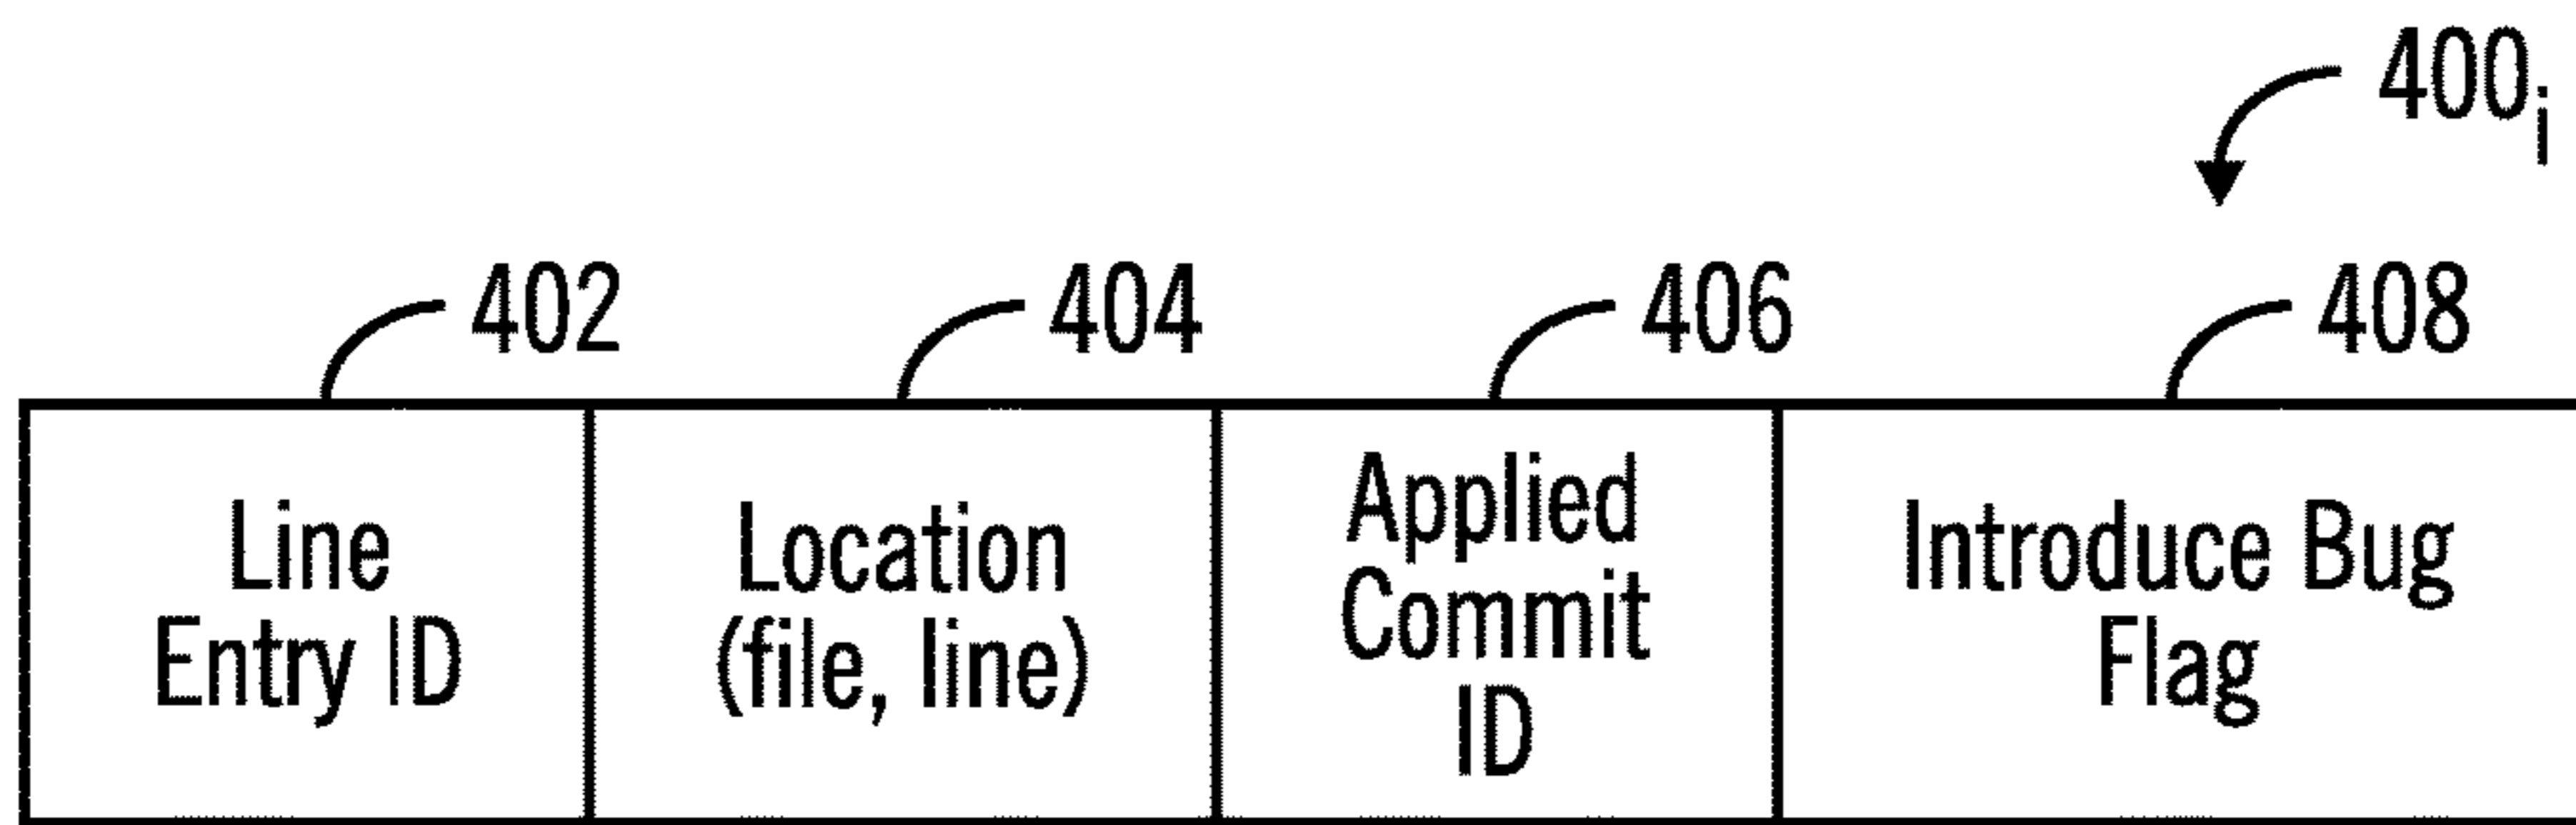 400i
402 404 406 408
Line
Entry ID
Location
(file, line)
Applied
Commit
ID
Introduce Bug
Flag